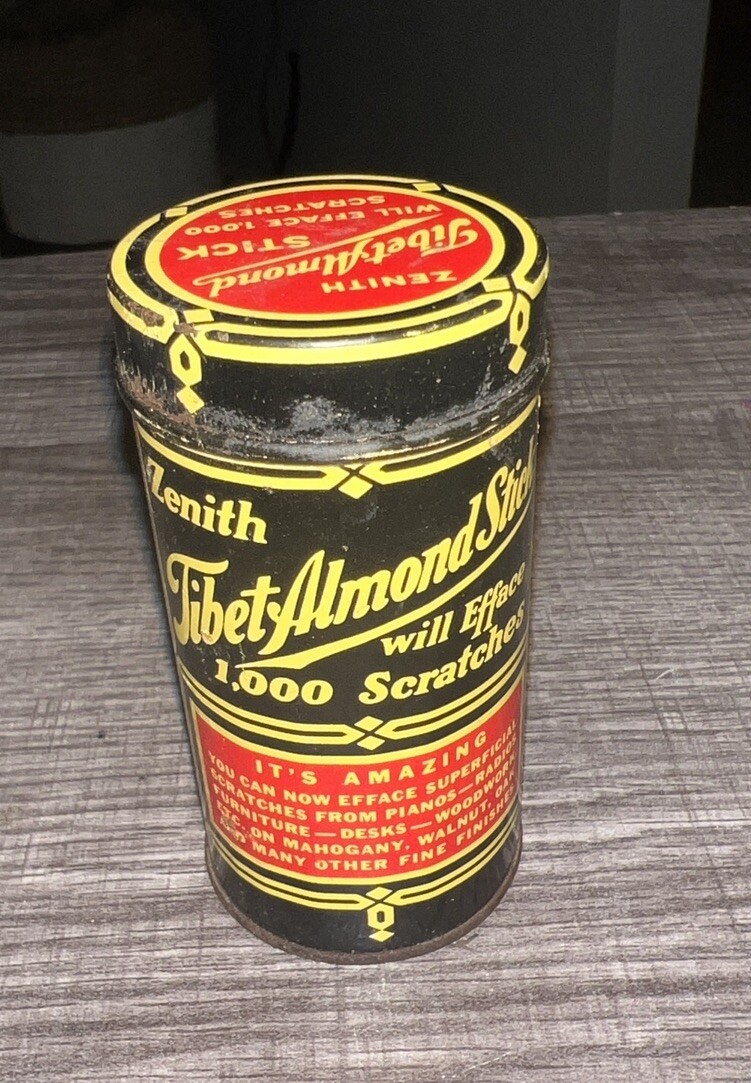 ZENITH
Tibet Almond
STICK
WILL EFFACE 1,000
SCRATCHES
Zenith
Tibet Almond Stick
will Efface
1,000 Scratches
IT'S AMAZING
YOU CAN NOW EFFACE SUPERFICIAL
SCRATCHES FROM PIANOS—RADIOS
FURNITURE—DESKS—WOODWORK
ETC. ON MAHOGANY, WALNUT, OAK
AND MANY OTHER FINE FINISHES